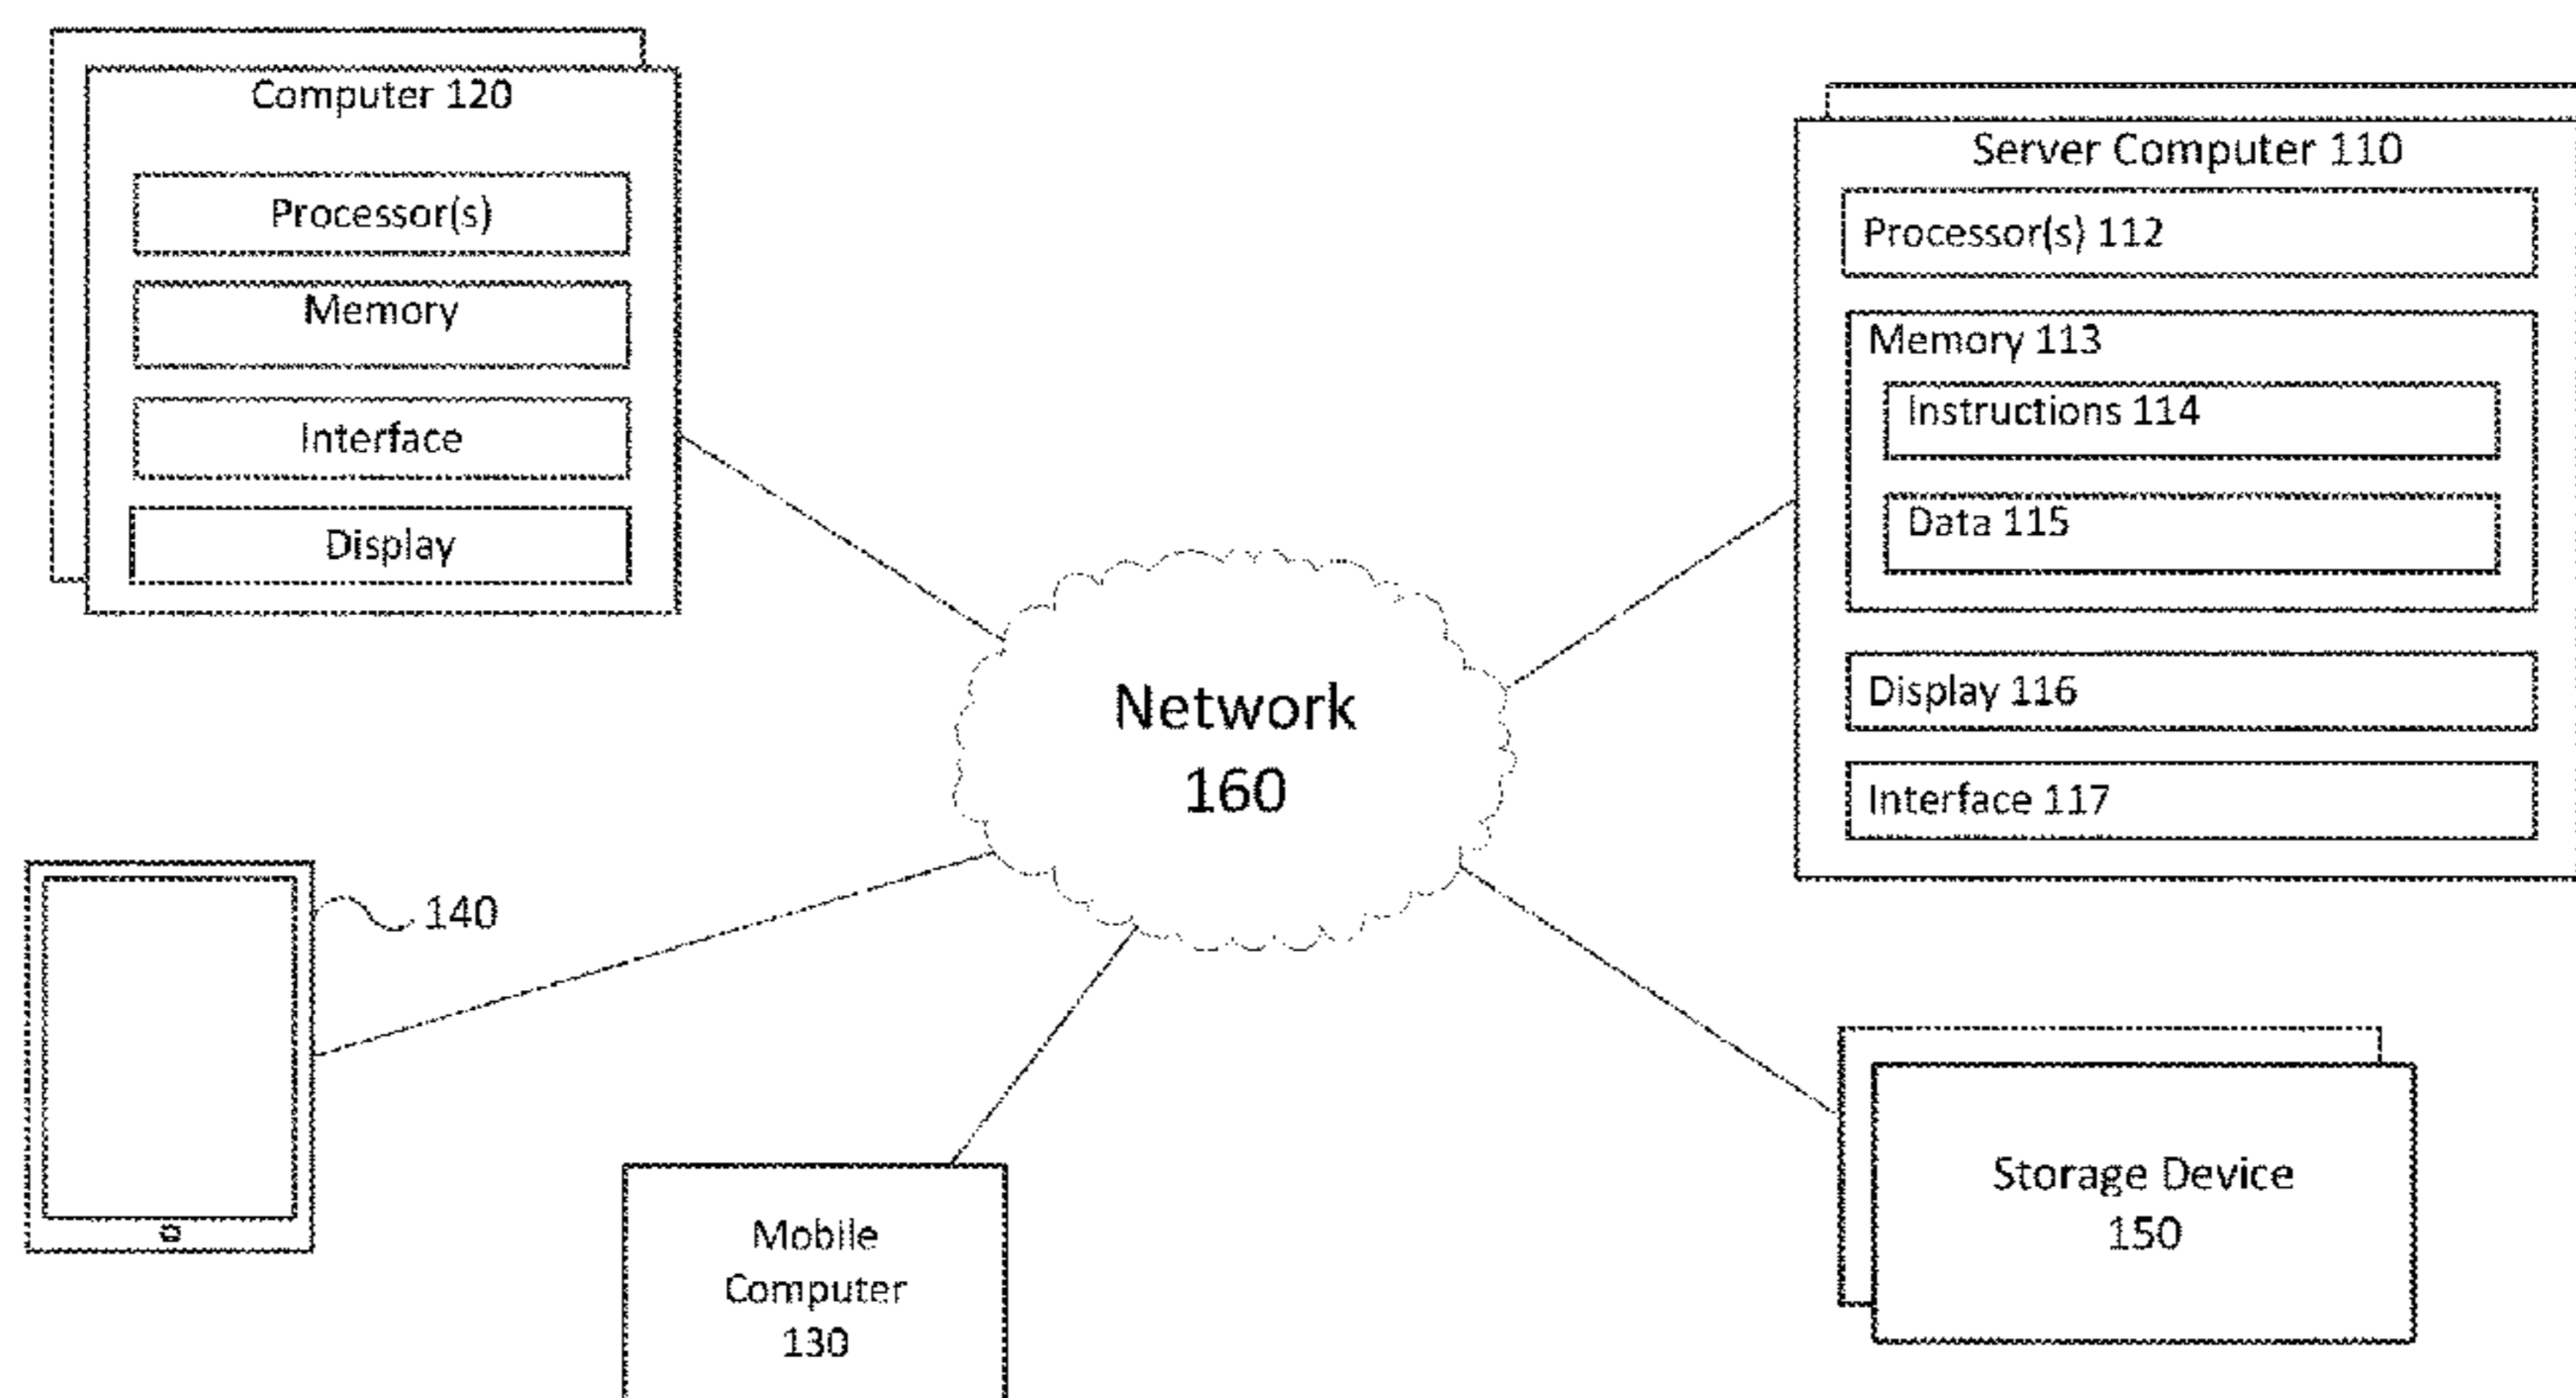 Computer 120
Processor(s)
Memory
Interface
Display
Server Computer 110
Processor(s) 112
Memory 113
Instructions 114
Data 115
Display 116
Interface 117
Network
160
140
Mobile
Computer
130
Storage Device
150